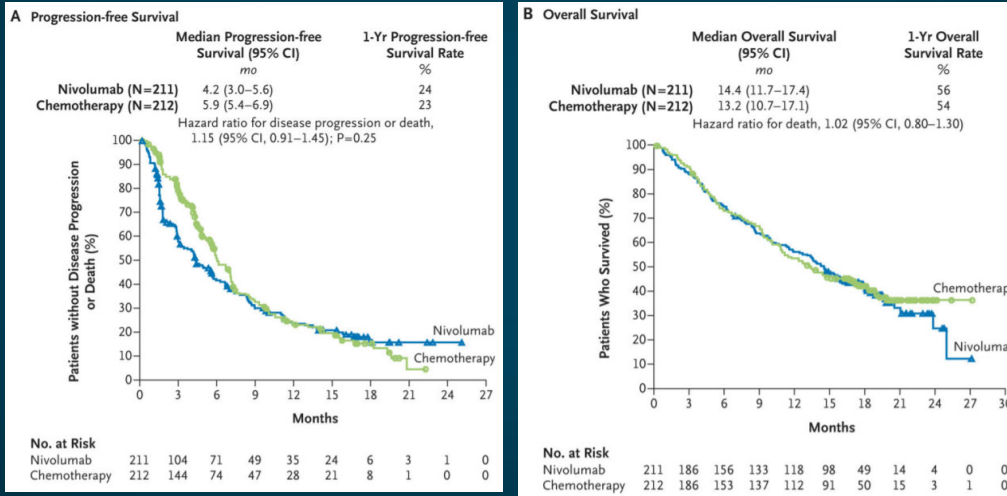 A Progression-free Survival
Median Progression-free Survival (95% CI)
1-Yr Progression-free Survival Rate
mo
%
Nivolumab (N=211) 4.2 (3.0–5.6) 24
Chemotherapy (N=212) 5.9 (5.4–6.9) 23
Hazard ratio for disease progression or death,
1.15 (95% CI, 0.91–1.45); P=0.25
Patients without Disease Progression
or Death (%)
100
90
80
70
60
50
40
30
20
10
0
Nivolumab
Chemotherapy
0 3 6 9 12 15 18 21 24 27
Months
No. at Risk
Nivolumab 211 104 71 49 35 24 6 3 1 0
Chemotherapy 212 144 74 47 28 21 8 1 0 0
B Overall Survival
Median Overall Survival
(95% CI)
1-Yr Overall
Survival Rate
mo
%
Nivolumab (N=211) 14.4 (11.7–17.4) 56
Chemotherapy (N=212) 13.2 (10.7–17.1) 54
Hazard ratio for death, 1.02 (95% CI, 0.80–1.30)
Patients Who Survived (%)
100
90
80
70
60
50
40
30
20
10
0
Chemotherap
Nivoluma
0 3 6 9 12 15 18 21 24 27 30
Months
No. at Risk
Nivolumab 211 186 156 133 118 98 49 14 4 0 0
Chemotherapy 212 186 153 137 112 91 50 15 3 1 0